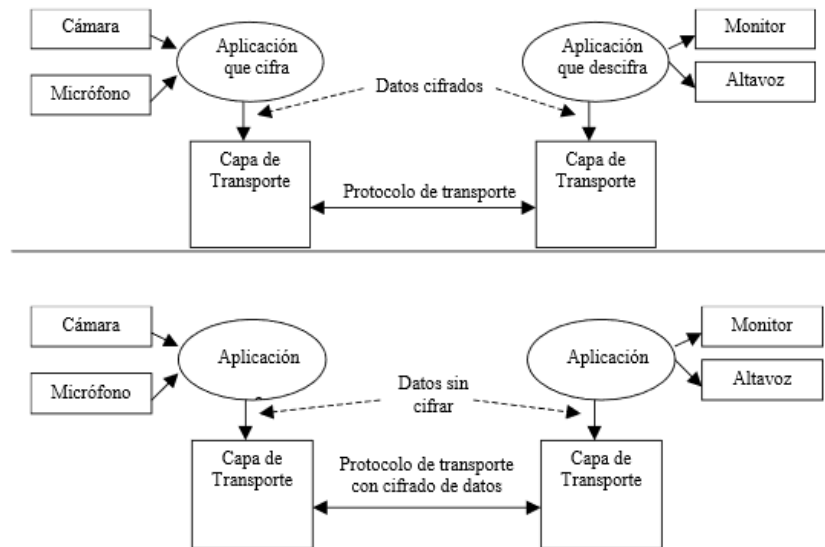 Cámara
Micrófono
Aplicación
que cifra
Aplicación
que descifra
Monitor
Altavoz
Datos cifrados
Capa de
Transporte
Protocolo de transporte
Capa de
Transporte
Cámara
Micrófono
Aplicación
Aplicación
Monitor
Altavoz
Datos sin
cifrar
Capa de
Transporte
Protocolo de transporte
con cifrado de datos
Capa de
Transporte